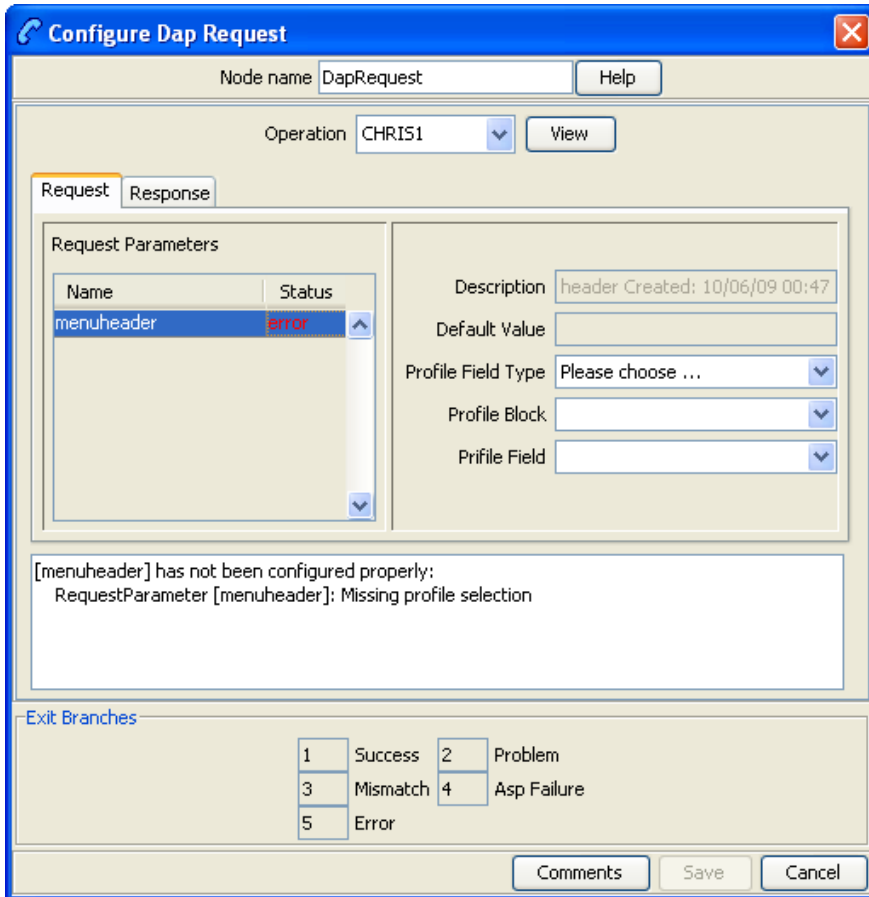 Configure Dap Request
Node name DapRequest Help
Operation CHRIS1 View
Request Response
Request Parameters
Name Status
menuheader error
Description header Created: 10/06/09 00:47
Default Value
Profile Field Type Please choose ...
Profile Block
Prifile Field
[menuheader] has not been configured properly:
RequestParameter [menuheader]: Missing profile selection
Exit Branches
1 Success 2 Problem
3 Mismatch 4 Asp Failure
5 Error
Comments Save Cancel